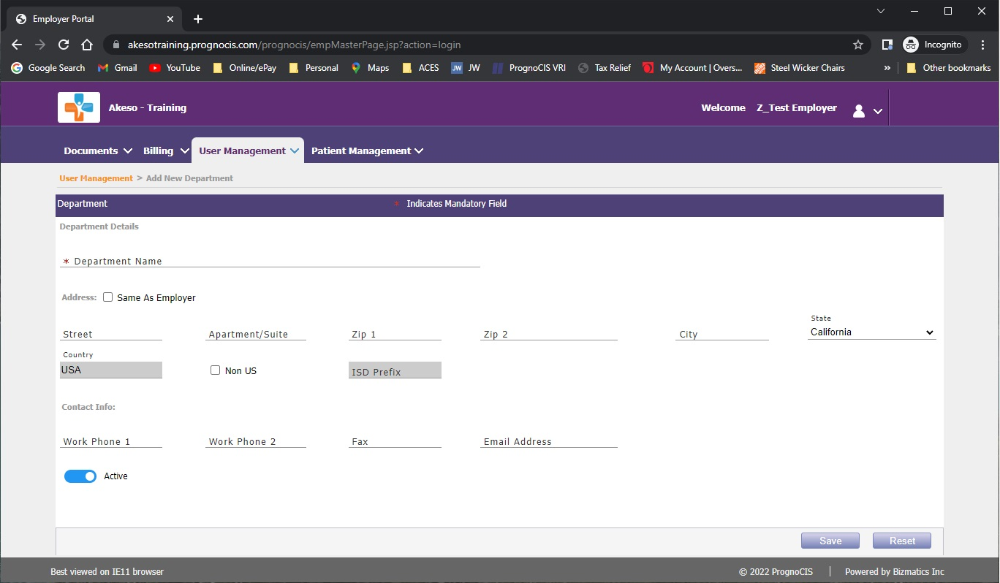 Employer Portal
akesotraining.prognocis.com/prognocis/empMasterPage.jsp?action=login
Incognito
Google Search Gmail YouTube Online/ePay Personal Maps ACES JW JW PrognoCIS VRI Tax Relief My Account | Overs... Steel Wicker Chairs » Other bookmarks
Akeso - Training
Welcome Z_Test Employer
Documents Billing User Management Patient Management
User Management > Add New Department
Department * Indicates Mandatory Field
Department Details
* Department Name
Address: Same As Employer
State
Street Apartment/Suite Zip 1 Zip 2 City California
Country
USA Non US ISD Prefix
Contact Info:
Work Phone 1 Work Phone 2 Fax Email Address
Active
Save Reset
Best viewed on IE11 browser © 2022 PrognoCIS | Powered by Bizmatics Inc